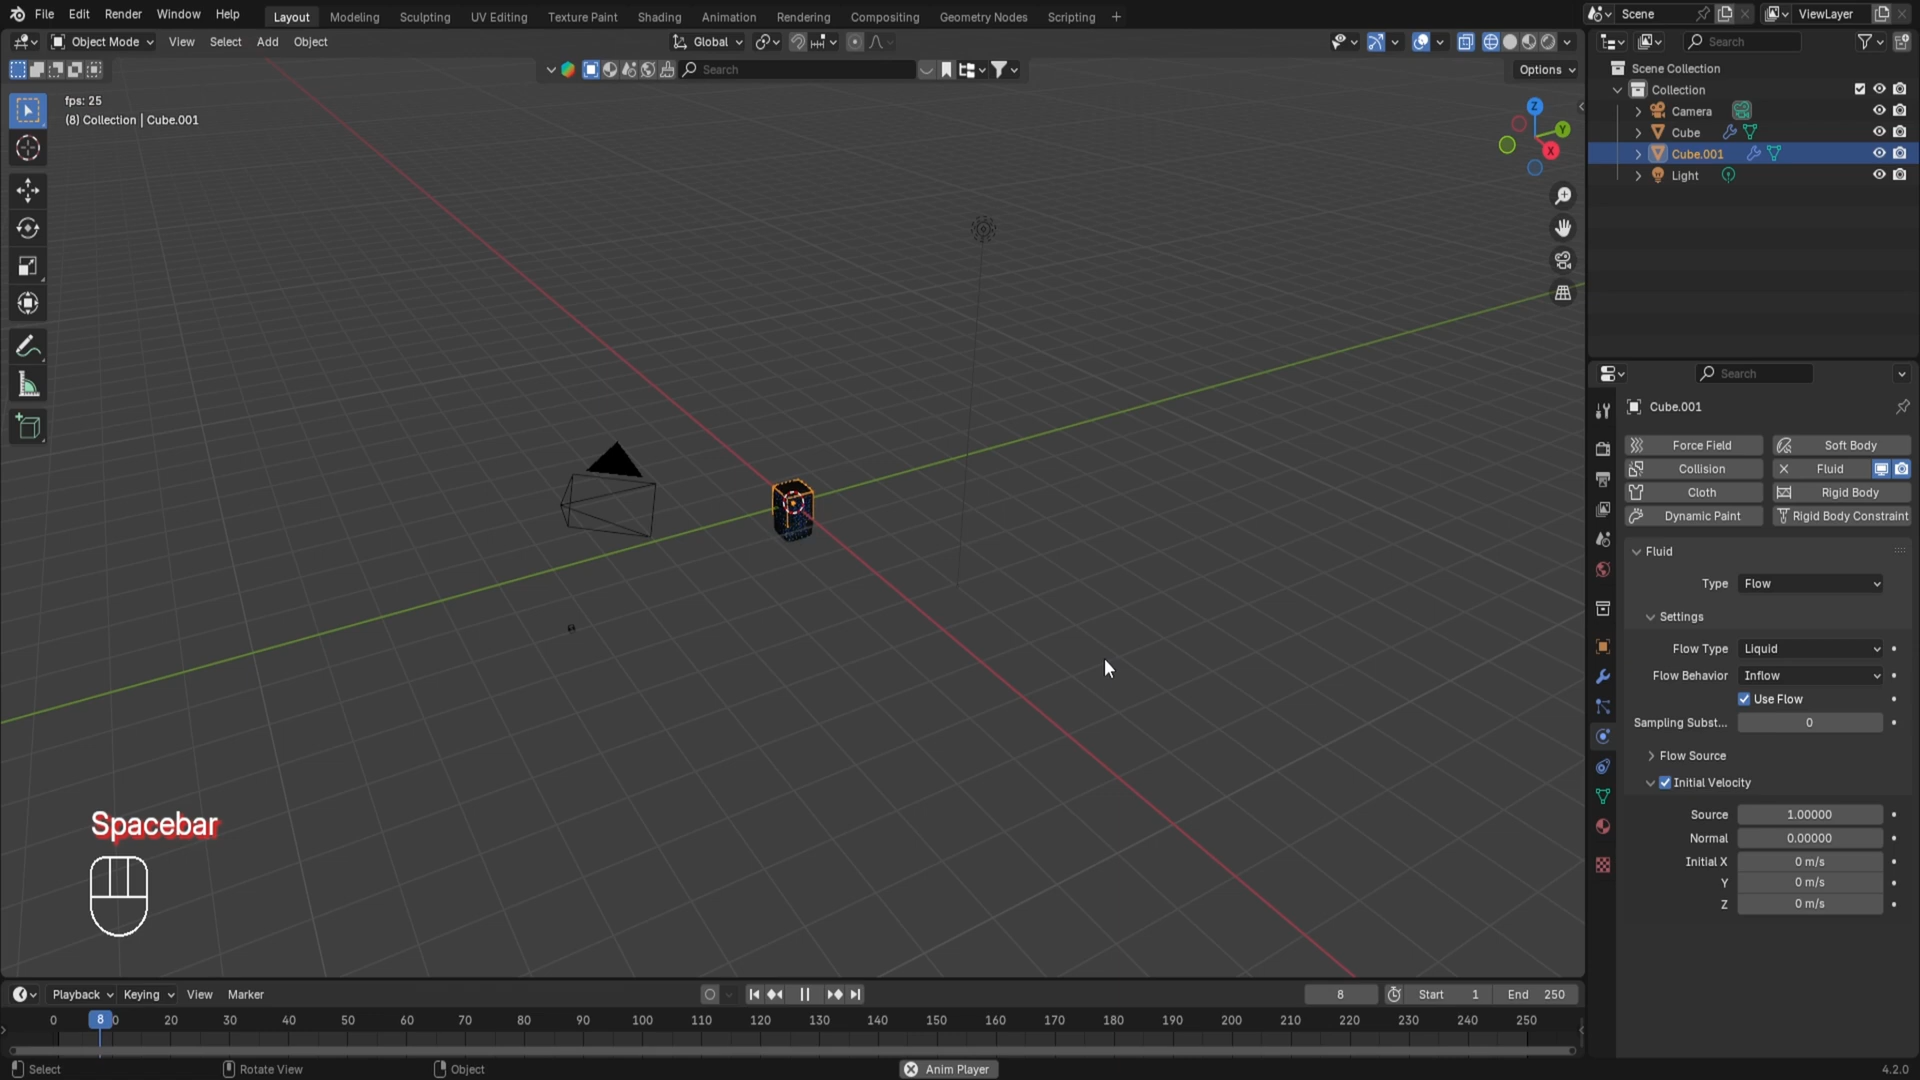 File Edit Render Window Help
Layout Modeling Sculpting UV Editing Texture Paint Shading Animation Rendering Compositing Geometry Nodes Scripting +
Scene
ViewLayer
Object Mode View Select Add Object
Global
Search
Search
Options
fps: 25
(8) Collection | Cube.001
Z
Y
X
Scene Collection
Collection
Camera
Cube
Cube.001
Light
Search
Cube.001
Force Field Soft Body
Collision Fluid
Cloth Rigid Body
Dynamic Paint Rigid Body Constraint
Fluid
Type Flow
Settings
Flow Type Liquid
Flow Behavior Inflow
Use Flow
Sampling Subst... 0
Flow Source
Initial Velocity
Source 1.00000
Normal 0.00000
Initial X 0 m/s
Y 0 m/s
Z 0 m/s
Spacebar
Playback Keying View Marker
8 Start 1 End 250
0 8 0 20 30 40 50 60 70 80 90 100 110 120 130 140 150 160 170 180 190 200 210 220 230 240 250
Select Rotate View Object Anim Player 4.2.0